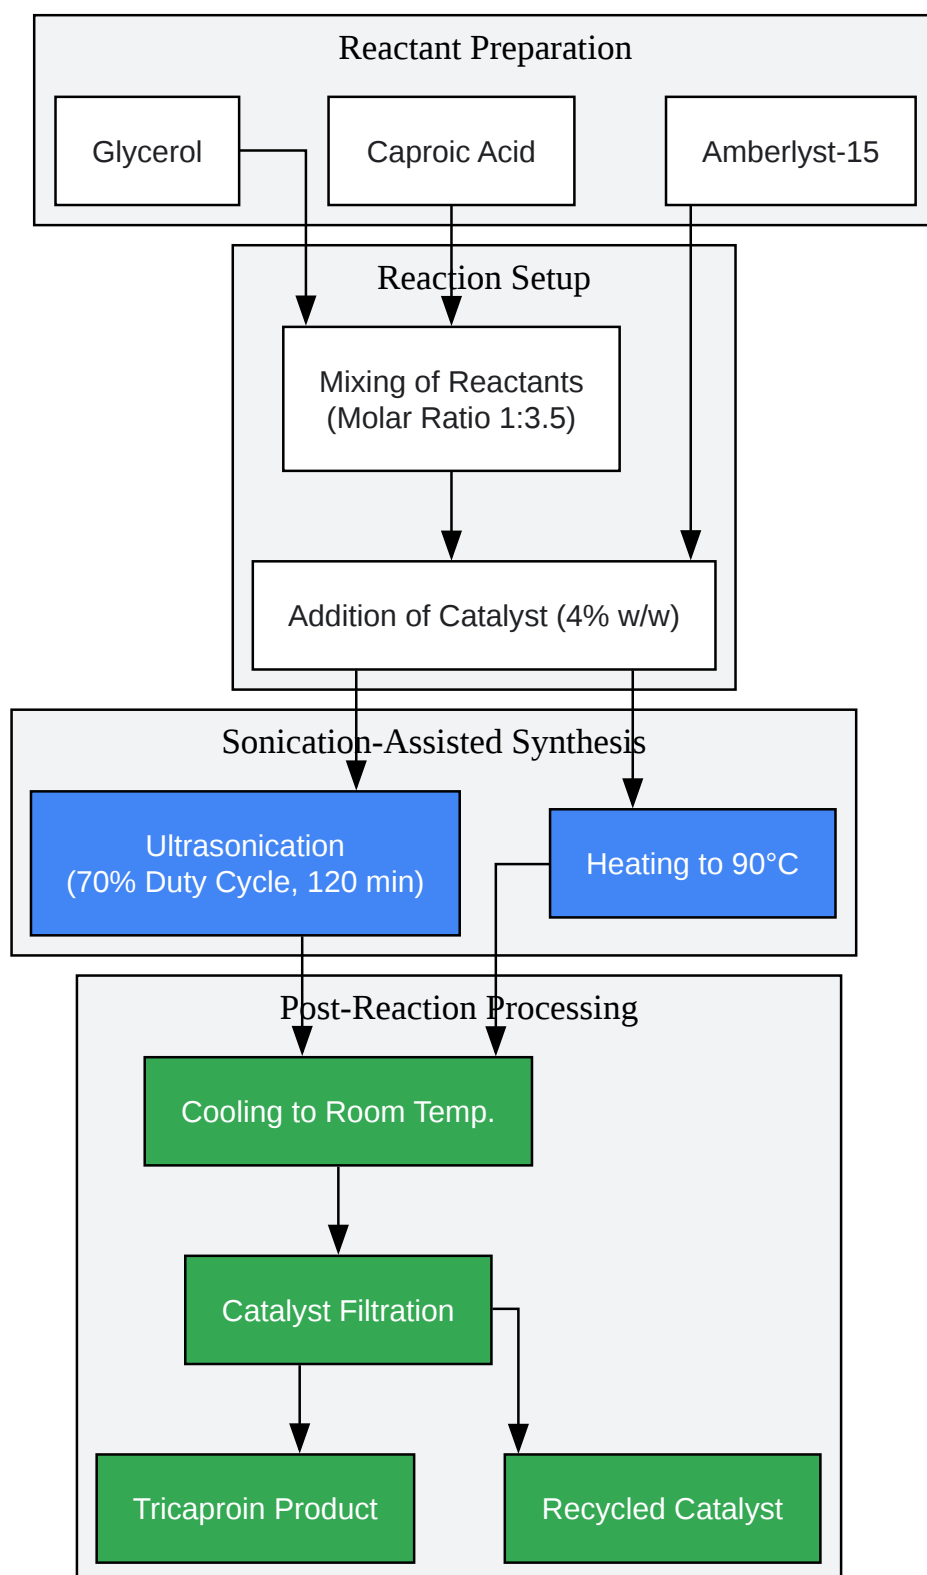 Reactant Preparation
Glycerol
Caproic Acid
Amberlyst-15
Reaction Setup
Mixing of Reactants
(Molar Ratio 1:3.5)
Addition of Catalyst (4% w/w)
Sonication-Assisted Synthesis
Ultrasonication
(70% Duty Cycle, 120 min)
Heating to 90°C
Post-Reaction Processing
Cooling to Room Temp.
Catalyst Filtration
Tricaproin Product
Recycled Catalyst